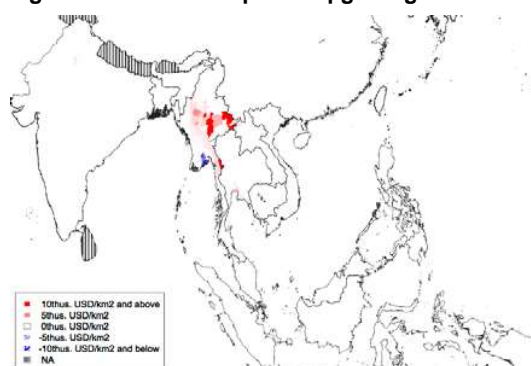 10thus. USD/km2 and above
5thus. USD/km2
0thus. USD/km2
-5thus. USD/km2
-10thus. USD/km2 and below
NA